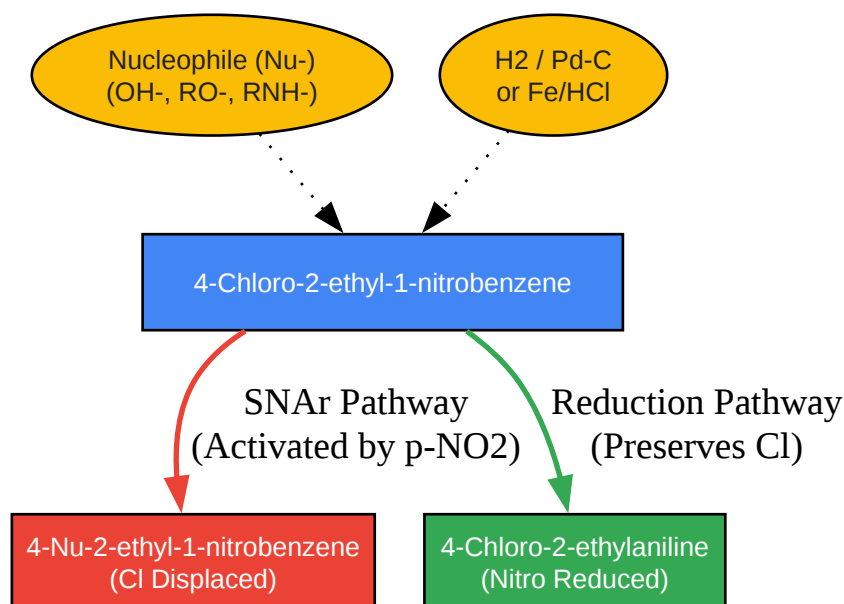 Nucleophile (Nu-)
(OH-, RO-, RNH-)
H2 / Pd-C
or Fe/HCl
4-Chloro-2-ethyl-1-nitrobenzene
SNAr Pathway
(Activated by p-NO2)
Reduction Pathway
(Preserves Cl)
4-Nu-2-ethyl-1-nitrobenzene
(Cl Displaced)
4-Chloro-2-ethylaniline
(Nitro Reduced)